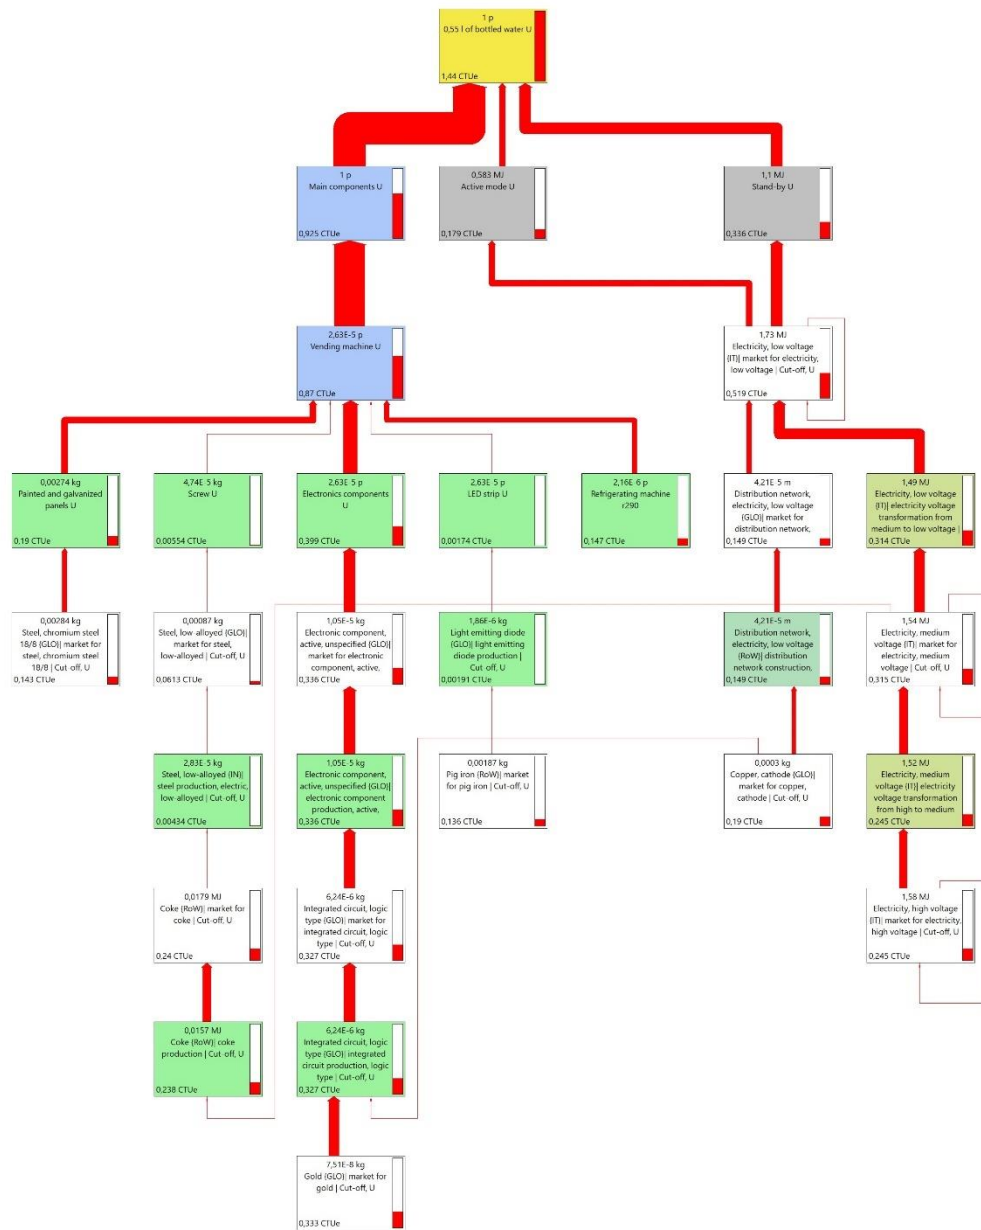 1 p
0,55 l of bottled water U
1,44 CTUe
1 p
Main components U
0,925 CTUe
0,583 MJ
Active mode U
0,179 CTUe
1,1 MJ
Stand-by U
0,336 CTUe
2,63E-5 p
Vending machine U
0,87 CTUe
1,73 MJ
Electricity, low voltage
{IT}| market for electricity,
low voltage | Cut-off, U
0,519 CTUe
0,00274 kg
Painted and galvanized
panels U
0,19 CTUe
4,74E-5 kg
Screw U
0,00554 CTUe
2,63E-5 p
Electronics components
U
0,399 CTUe
2,63E-5 p
LED strip U
0,00174 CTUe
2,16E-6 p
Refrigerating machine
r290
0,147 CTUe
4,21E-5 m
Distribution network,
electricity, low voltage
{GLO}| market for
distribution network,
0,149 CTUe
1,49 MJ
Electricity, low voltage
{IT}| electricity voltage
transformation from
medium to low voltage |
0,314 CTUe
0,00284 kg
Steel, chromium steel
18/8 {GLO}| market for
steel, chromium steel
18/8 | Cut-off, U
0,143 CTUe
0,00087 kg
Steel, low-alloyed {GLO}|
market for steel,
low-alloyed | Cut-off, U
0,0613 CTUe
1,05E-5 kg
Electronic component,
active, unspecified {GLO}|
market for electronic
component, active,
0,336 CTUe
1,86E-6 kg
Light emitting diode
{GLO}| light emitting
diode production |
Cut-off, U
0,00191 CTUe
4,21E-5 m
Distribution network,
electricity, low voltage
{RoW}| distribution
network construction,
0,149 CTUe
1,54 MJ
Electricity, medium
voltage {IT}| market for
electricity, medium
voltage | Cut-off, U
0,315 CTUe
2,83E-5 kg
Steel, low-alloyed {IN}|
steel production, electric,
low-alloyed | Cut-off, U
0,00434 CTUe
1,05E-5 kg
Electronic component,
active, unspecified {GLO}|
electronic component
production, active,
0,336 CTUe
0,00187 kg
Pig iron {RoW}| market
for pig iron | Cut-off, U
0,136 CTUe
0,0003 kg
Copper, cathode {GLO}|
market for copper,
cathode | Cut-off, U
0,19 CTUe
1,52 MJ
Electricity, medium
voltage {IT}| electricity
voltage transformation
from high to medium
0,245 CTUe
0,0179 MJ
Coke {RoW}| market for
coke | Cut-off, U
0,24 CTUe
6,24E-6 kg
Integrated circuit, logic
type {GLO}| market for
integrated circuit, logic
type | Cut-off, U
0,327 CTUe
1,58 MJ
Electricity, high voltage
{IT}| market for electricity,
high voltage | Cut-off, U
0,245 CTUe
0,0157 MJ
Coke {RoW}| coke
production | Cut-off, U
0,238 CTUe
6,24E-6 kg
Integrated circuit, logic
type {GLO}| integrated
circuit production, logic
type | Cut-off, U
0,327 CTUe
7,51E-8 kg
Gold {GLO}| market for
gold | Cut-off, U
0,333 CTUe